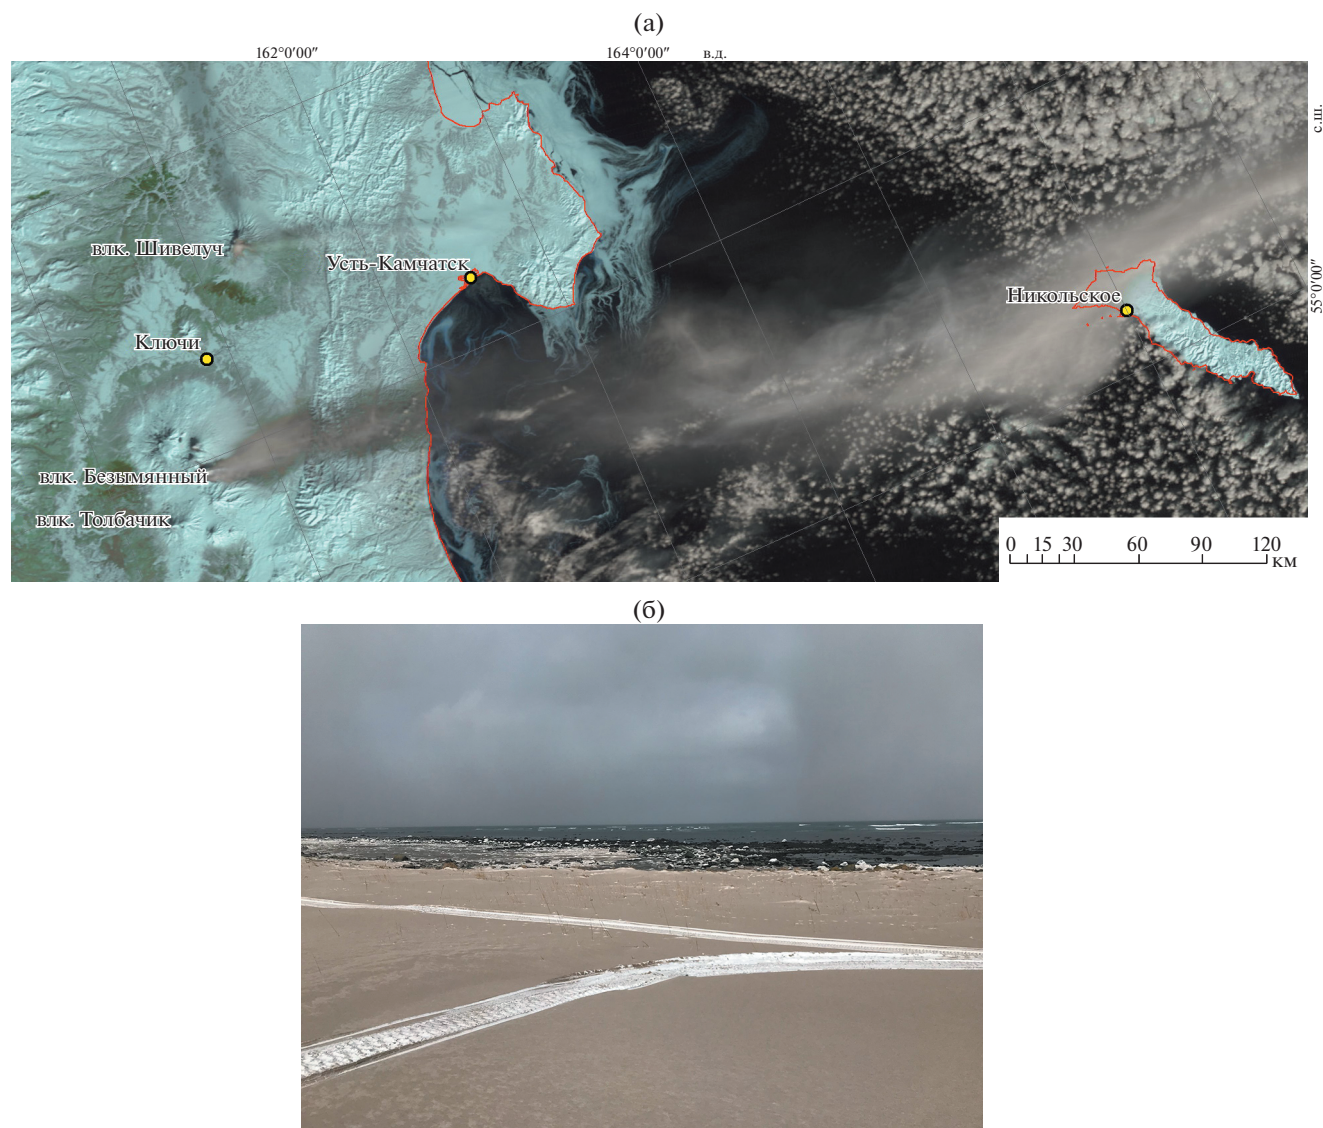 (а)
162°0′00″
164°0′00″
в.д.
с.ш.
влк. Шивелуч
Усть-Камчатск
55°0′00″
Никольское
Ключи
влк. Безымянный
влк. Толбачик
0 15 30 60 90 120
км
(б)